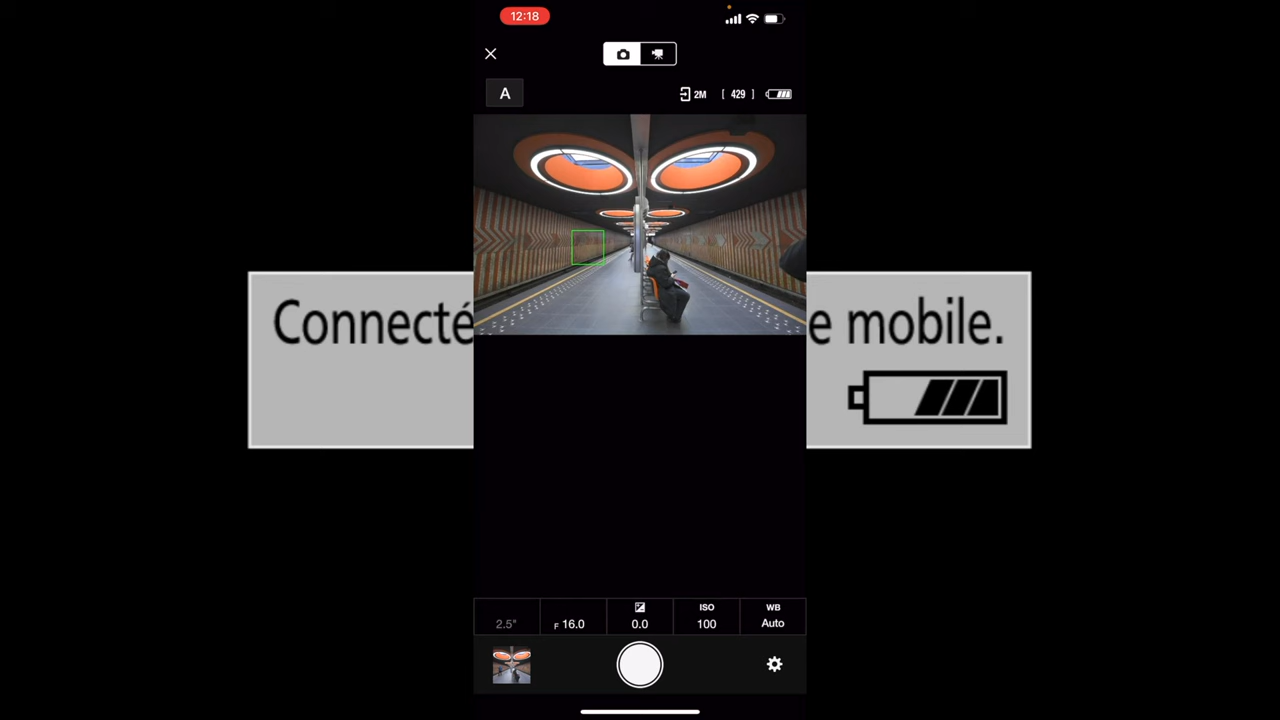 12:18
A
2M
[ 429 ]
Connecté
e mobile.
2.5"
F 16.0
0.0
ISO
100
WB
Auto